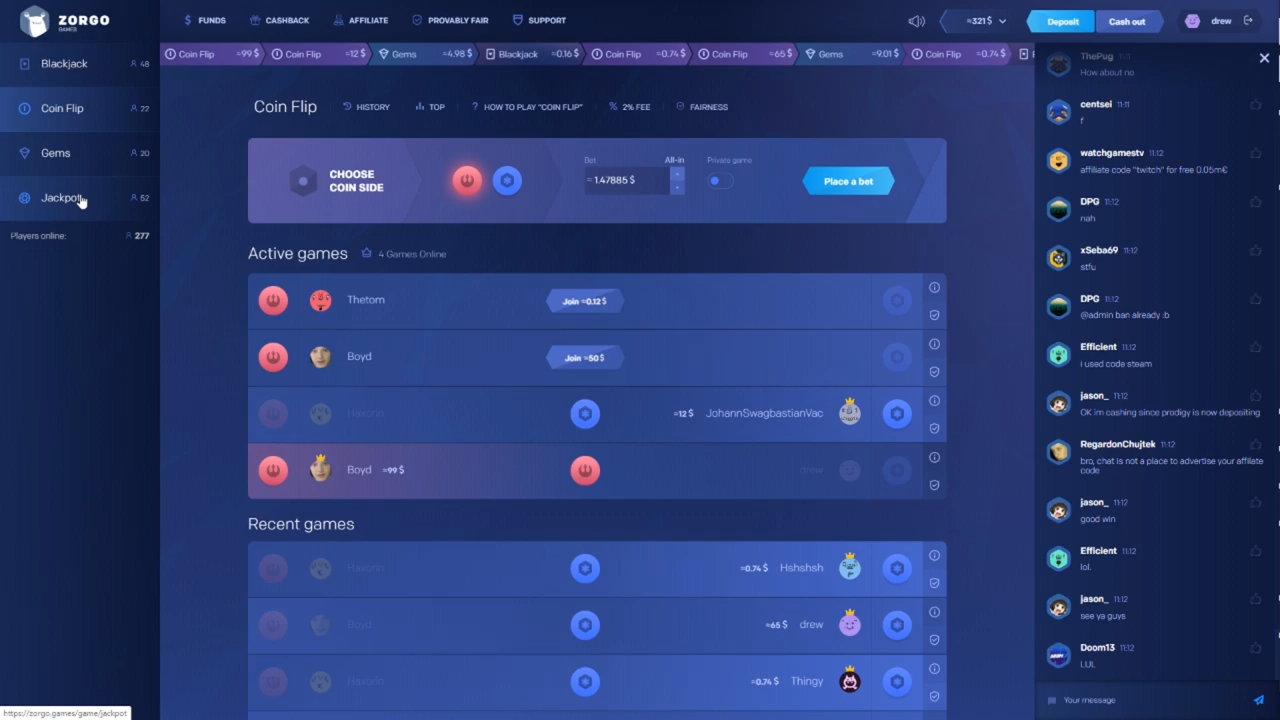 ZORGO
GAMES
FUNDS
CASHBACK
AFFILIATE
PROVABLY FAIR
SUPPORT
≈321 $
Deposit
Cash out
drew
Coin Flip ≈99 $
Coin Flip ≈12 $
Gems ≈4.98 $
Blackjack ≈0.16 $
Coin Flip ≈0.74 $
Coin Flip ≈65 $
Gems ≈9.01 $
Coin Flip ≈0.74 $
Blackjack 48
Coin Flip 22
Gems 20
Jackpot 52
Players online: 277
Coin Flip
HISTORY
TOP
? HOW TO PLAY "COIN FLIP"
% 2% FEE
FAIRNESS
CHOOSE
COIN SIDE
Bet
All-in
≈ 1.47885 $
Private game
Place a bet
Active games
4 Games Online
Thetom
Join ≈0.12 $
Boyd
Join ≈50 $
≈12 $ JohannSwagbastianVac
Boyd ≈99 $
drew
Recent games
≈0.74 $ Hshshsh
Boyd
≈65 $ drew
≈0.74 $ Thingy
ThePug 11:11
How about no
centsei 11:11
f
watchgamestv 11:12
affiliate code "twitch" for free 0.05m€
DPG 11:12
nah
xSeba69 11:12
stfu
DPG 11:12
@admin ban already :b
Efficient 11:12
i used code steam
jason_ 11:12
OK im cashing since prodigy is now depositing
RegardonChujtek 11:12
bro, chat is not a place to advertise your affiliate
code
jason_ 11:12
good win
Efficient 11:12
lol.
jason_ 11:12
see ya guys
Doom13 11:12
LUL
Your message
https://zorgo.games/game/jackpot